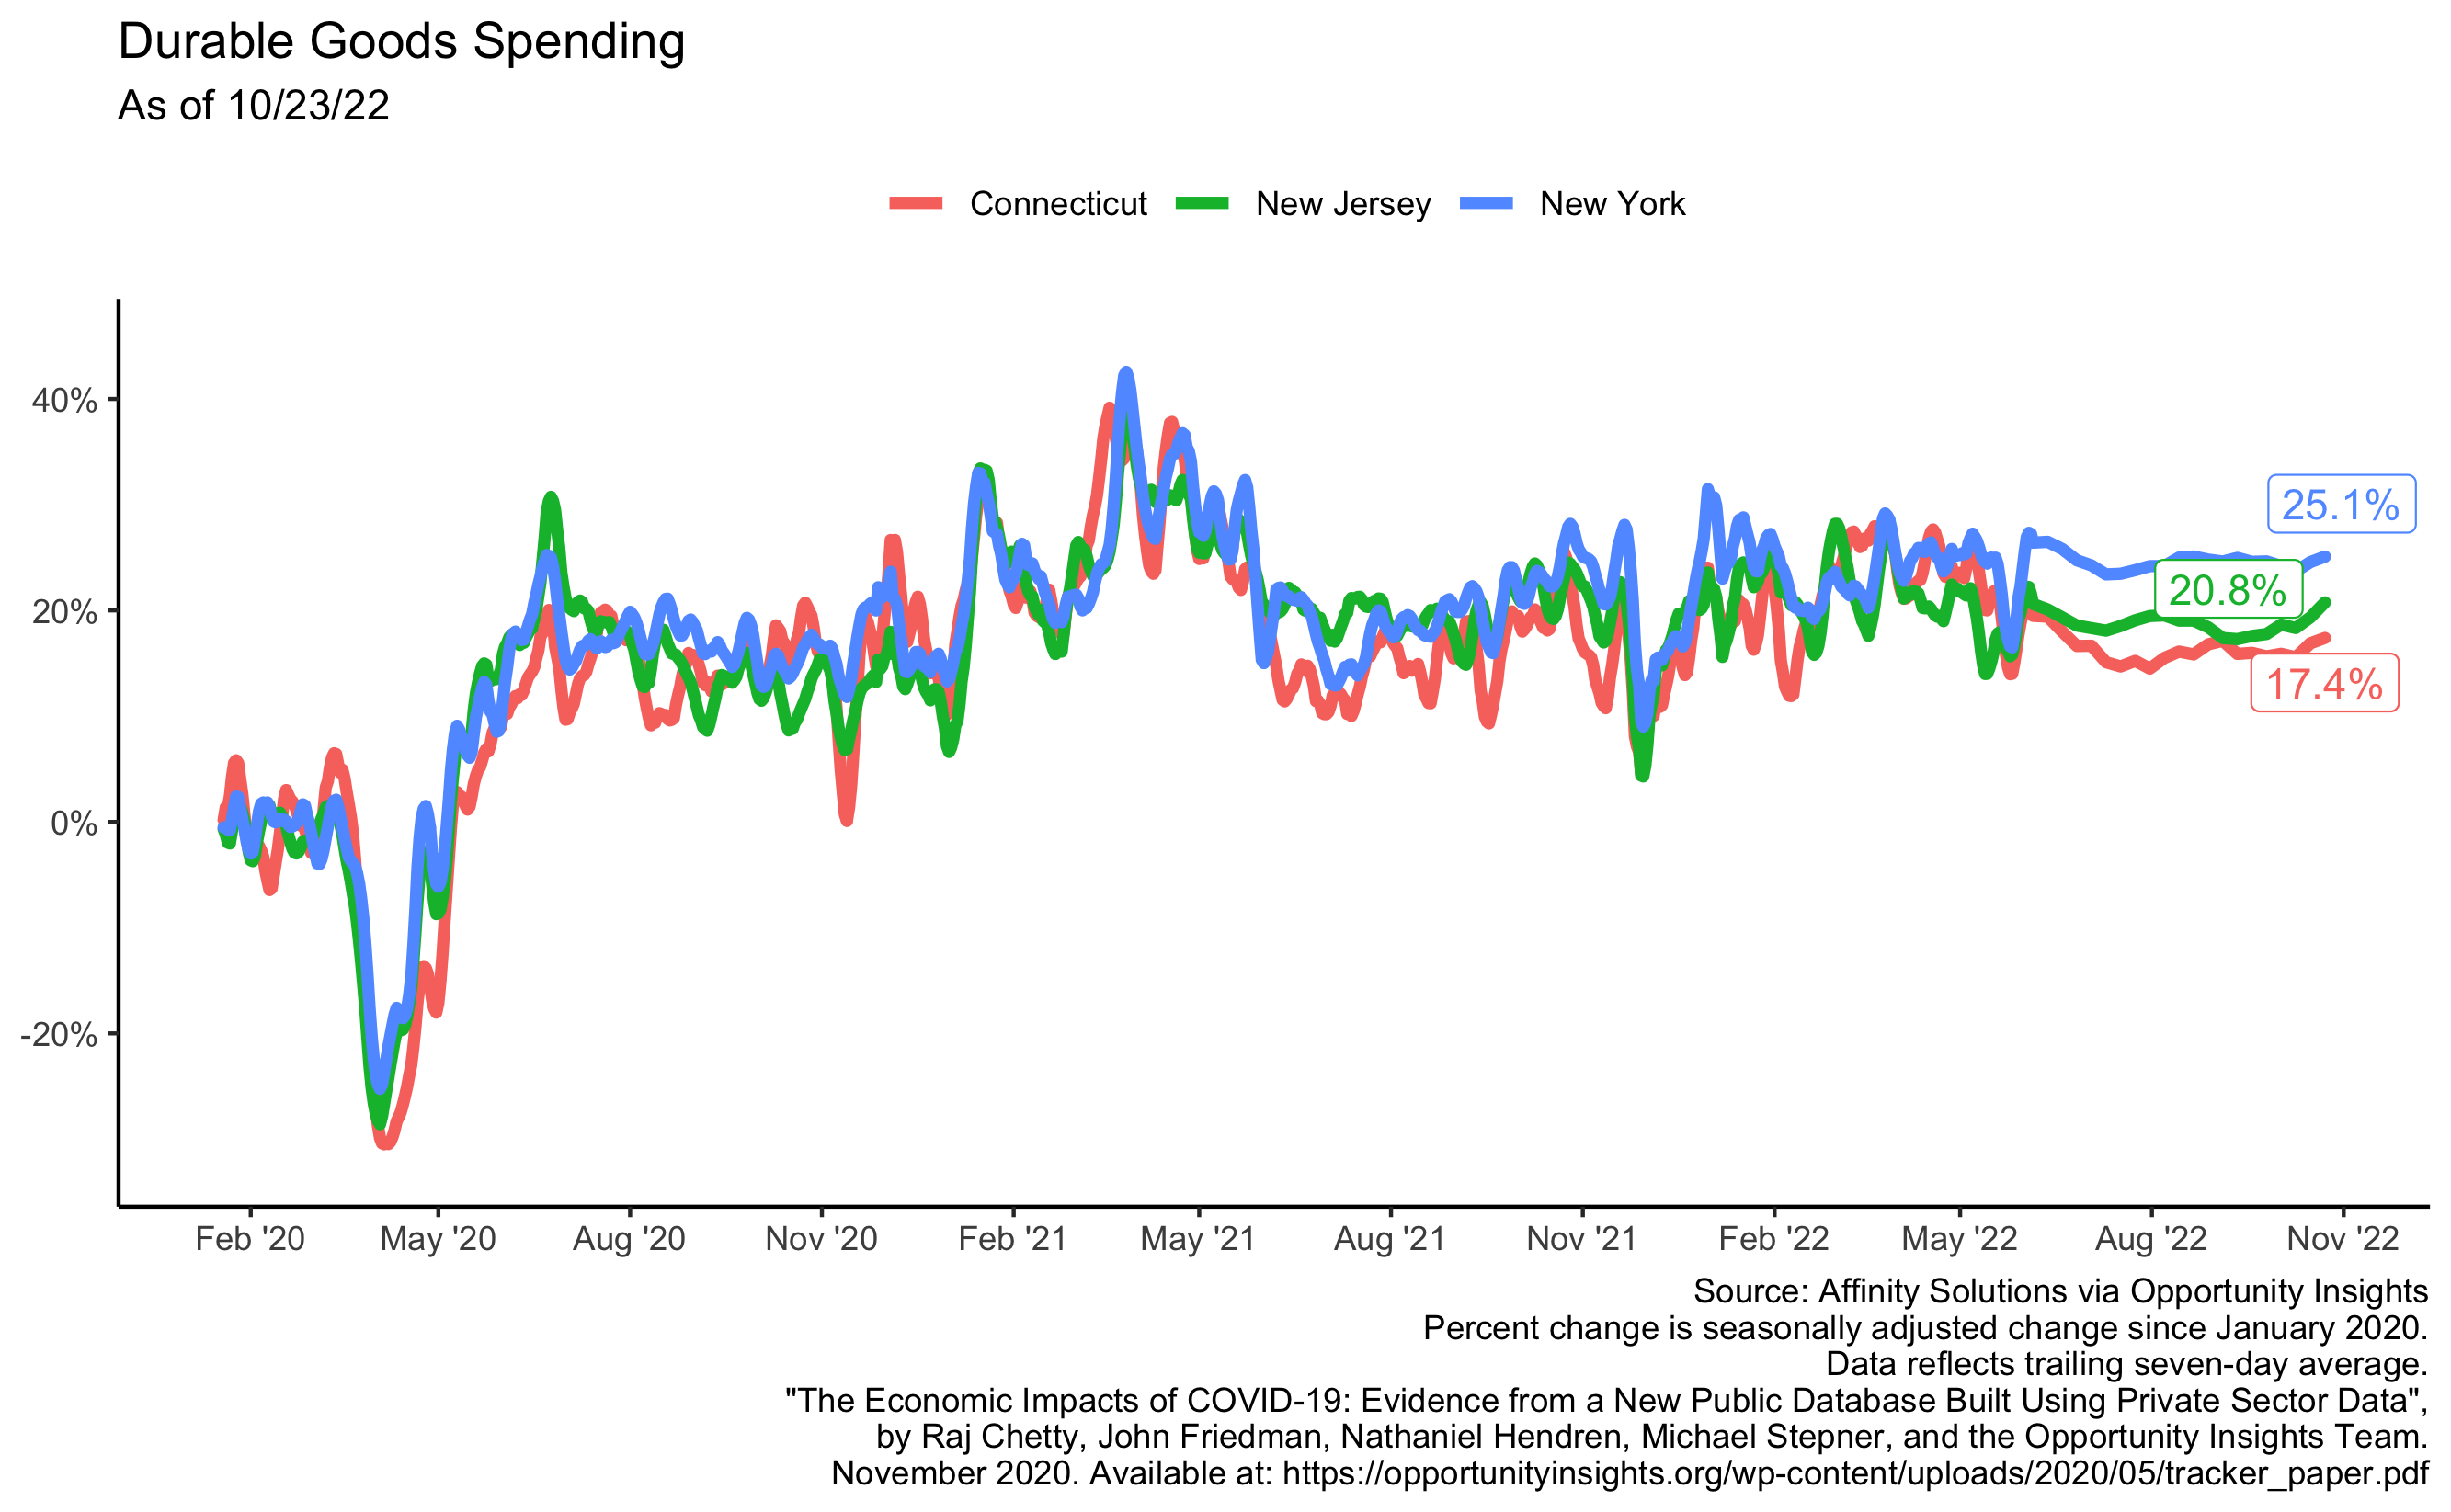 Durable Goods Spending
As of 10/23/22
Connecticut New Jersey New York
40%
20%
0%
-20%
25.1%
20.8%
17.4%
Feb '20 May '20 Aug '20 Nov '20 Feb '21 May '21 Aug '21 Nov '21 Feb '22 May '22 Aug '22 Nov '22
Source: Affinity Solutions via Opportunity Insights
Percent change is seasonally adjusted change since January 2020.
Data reflects trailing seven-day average.
"The Economic Impacts of COVID-19: Evidence from a New Public Database Built Using Private Sector Data",
by Raj Chetty, John Friedman, Nathaniel Hendren, Michael Stepner, and the Opportunity Insights Team.
November 2020. Available at: https://opportunityinsights.org/wp-content/uploads/2020/05/tracker_paper.pdf